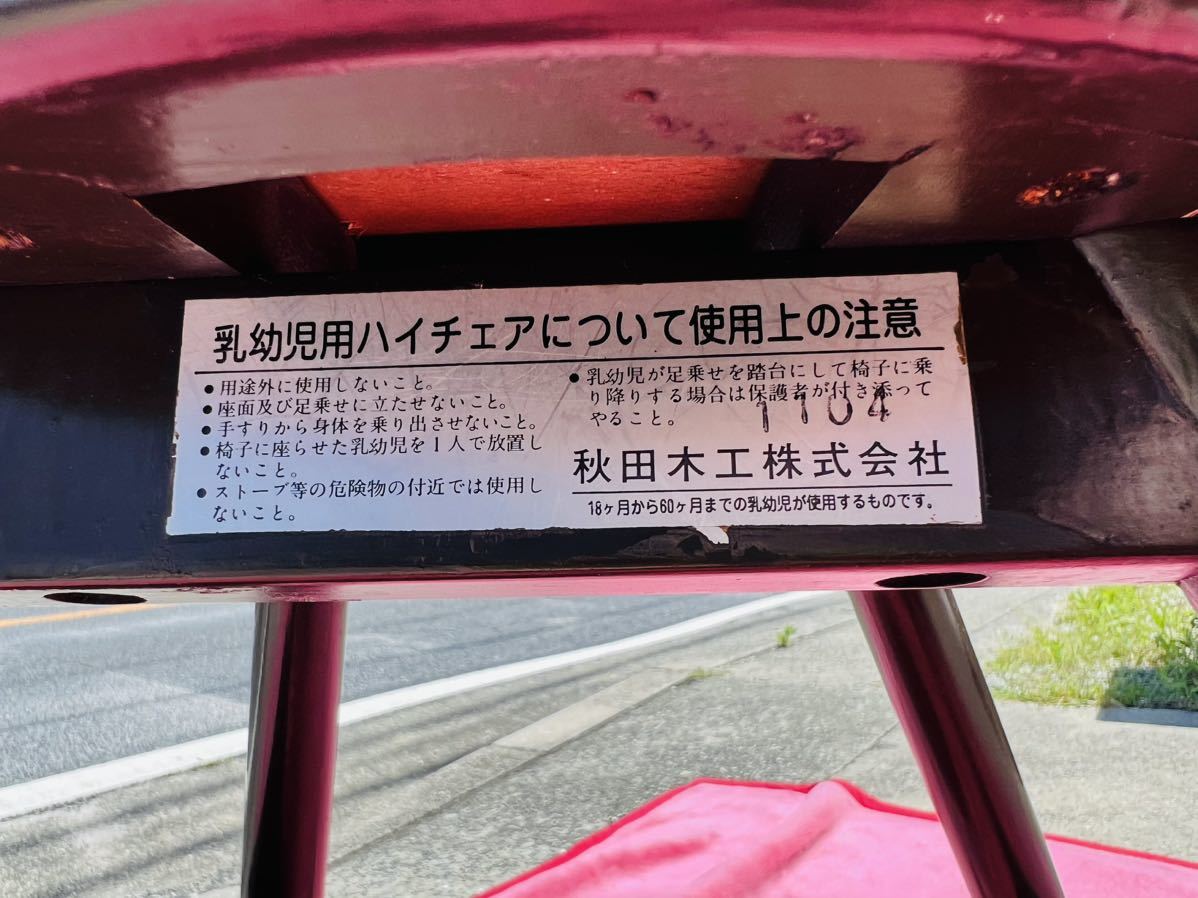 乳幼児用ハイチェアについて使用上の注意
●用途外に使用しないこと。
●座面及び足乗せに立たせないこと。
●手すりから身体を乗り出させないこと。
●椅子に座らせた乳幼児を1人で放置し
ないこと。
●ストーブ等の危険物の付近では使用し
ないこと。
●乳幼児が足乗せを踏台にして椅子に乗
り降りする場合は保護者が付き添って
やること。
1104
秋田木工株式会社
18ヶ月から60ヶ月までの乳幼児が使用するものです。